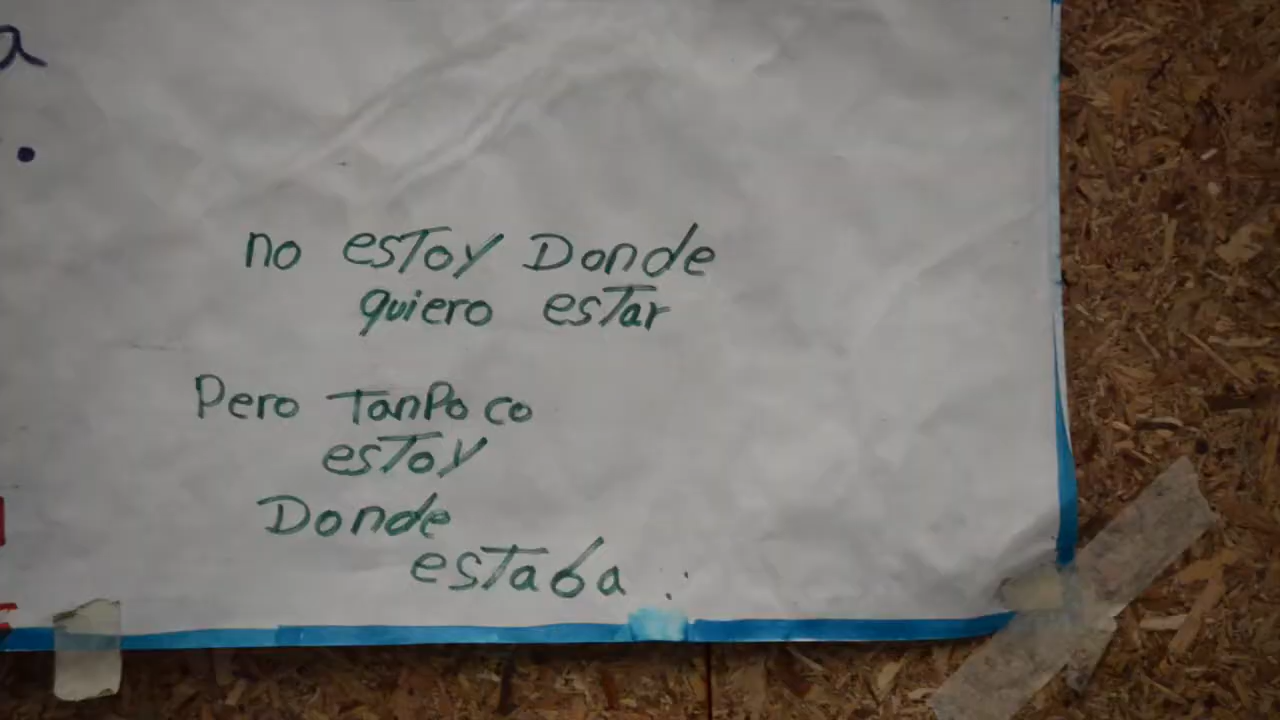 a
.
no esToy Donde
quiero esTar
Pero TanPoco
esToy
Donde
esTaba .